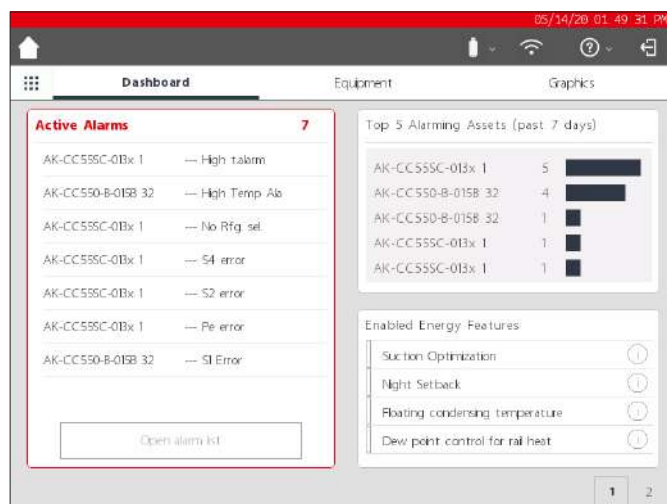 05/14/20 01 49 31 PM
Dashboard Equipment Graphics
Active Alarms 7
AK-CC55SC-013x 1 --- High t.alarm
AK-CC550-B-015B 32 --- High Temp Ala
AK-CC55SC-013x 1 --- No Rfg. sel.
AK-CC55SC-013x 1 --- S4 error
AK-CC55SC-013x 1 --- S2 error
AK-CC55SC-013x 1 --- Pe error
AK-CC550-B-015B 32 --- S1 Error
Open alarm list
Top 5 Alarming Assets (past 7 days)
AK-CC55SC-013x 1 5
AK-CC550-B-015B 32 4
AK-CC550-B-015B 32 1
AK-CC55SC-013x 1 1
AK-CC55SC-013x 1 1
Enabled Energy Features
Suction Optimization
Night Setback
Floating condensing temperature
Dew point control for rail heat
1 2